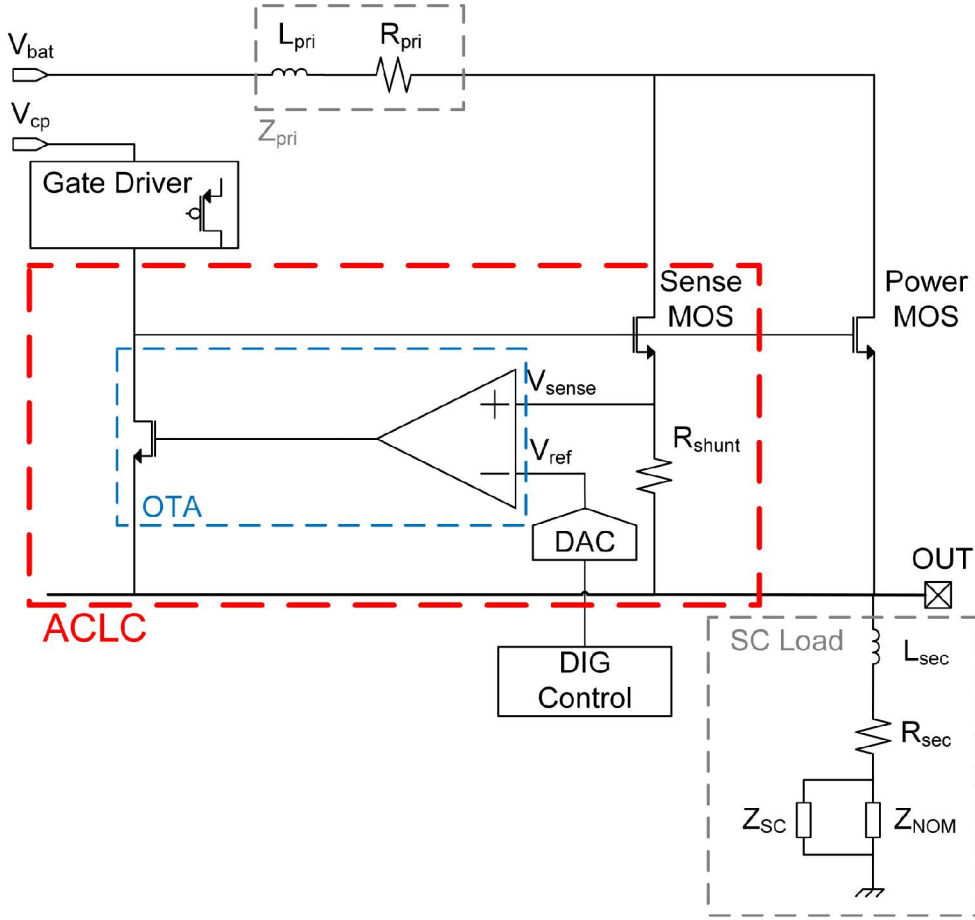 L_pri R_pri
V_bat
V_cp
Z_pri
Gate Driver
Sense MOS
Power MOS
V_sense
+
R_shunt
V_ref
−
OTA
DAC
OUT
ACLC
SC Load
DIG Control
L_sec
R_sec
Z_SC Z_NOM